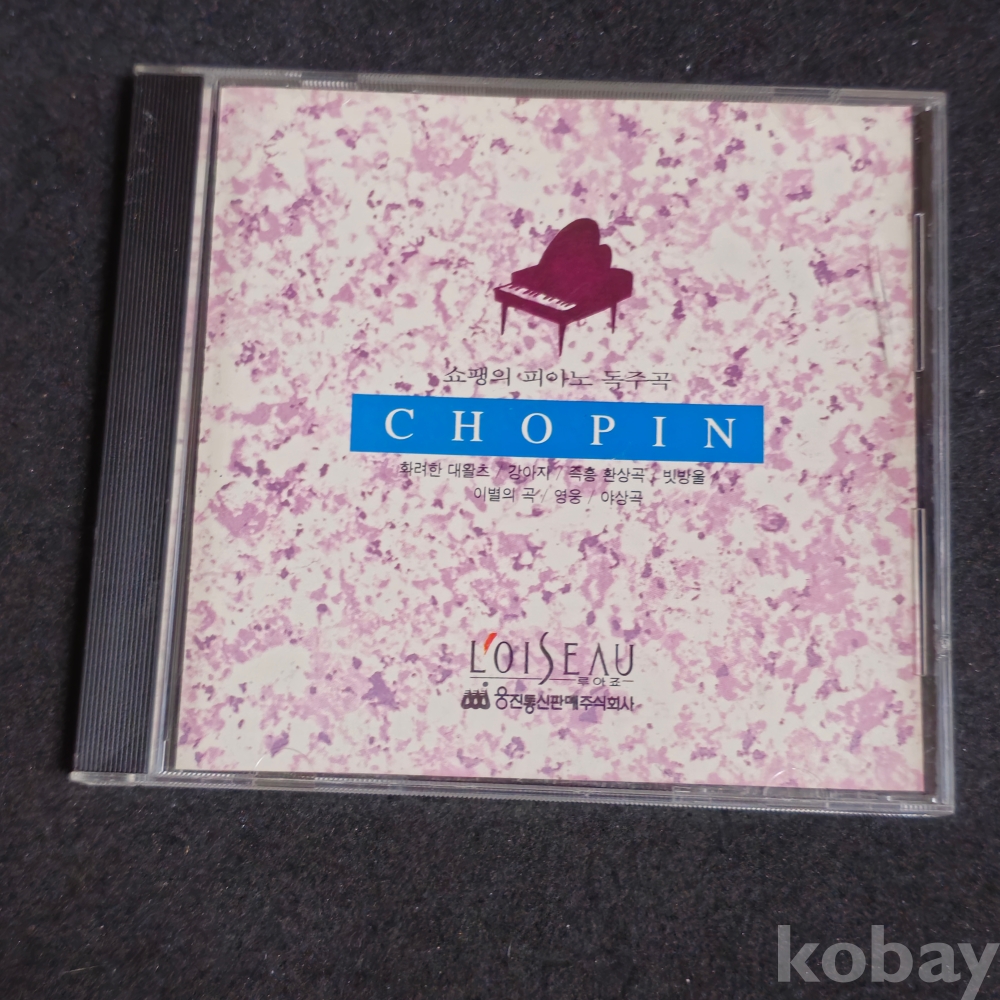 쇼팽의 피아노 독주곡
CHOPIN
화려한 대왈츠 / 강아지 / 즉흥 환상곡 / 빗방울
이별의 곡 / 영웅 / 야상곡
L'OISEAU
루아죠
웅진통신판매주식회사
kobay